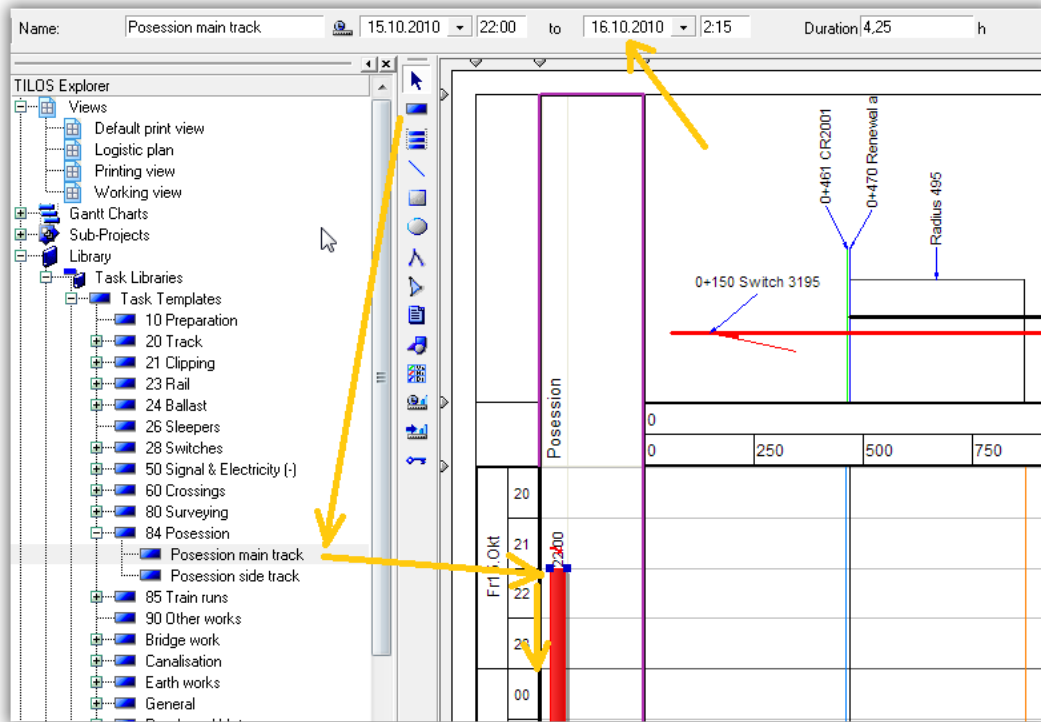 Name: Posession main track 15.10.2010 22:00 to 16.10.2010 2:15 Duration 4,25 h
TILOS Explorer
Views
Default print view
Logistic plan
Printing view
Working view
Gantt Charts
Sub-Projects
Library
Task Libraries
Task Templates
10 Preparation
20 Track
21 Clipping
23 Rail
24 Ballast
26 Sleepers
28 Switches
50 Signal & Electricity (-)
60 Crossings
80 Surveying
84 Posession
Posession main track
Posession side track
85 Train runs
90 Other works
Bridge work
Canalisation
Earth works
General
0+461 CR2001
0+470 Renewal a
Radius 495
0+150 Switch 3195
Posession
0
0 250 500 750
20
21
22
00
22:00